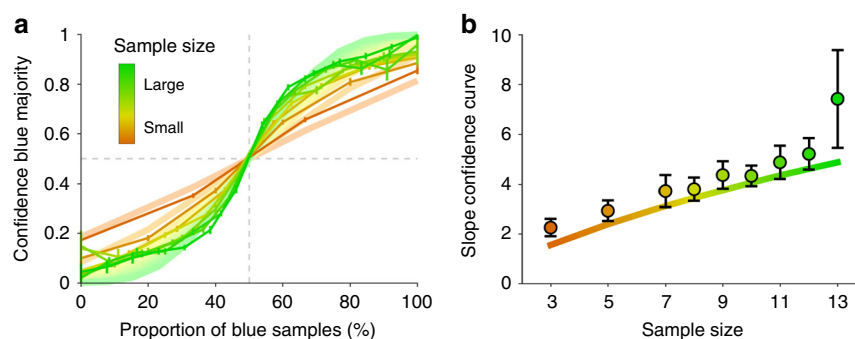 a
Sample size
Large
Small
Confidence blue majority
1
0.8
0.6
0.4
0.2
0
0
20
40
60
80
100
Proportion of blue samples (%)
b
Slope confidence curve
10
8
6
4
2
0
3
5
7
9
11
13
Sample size